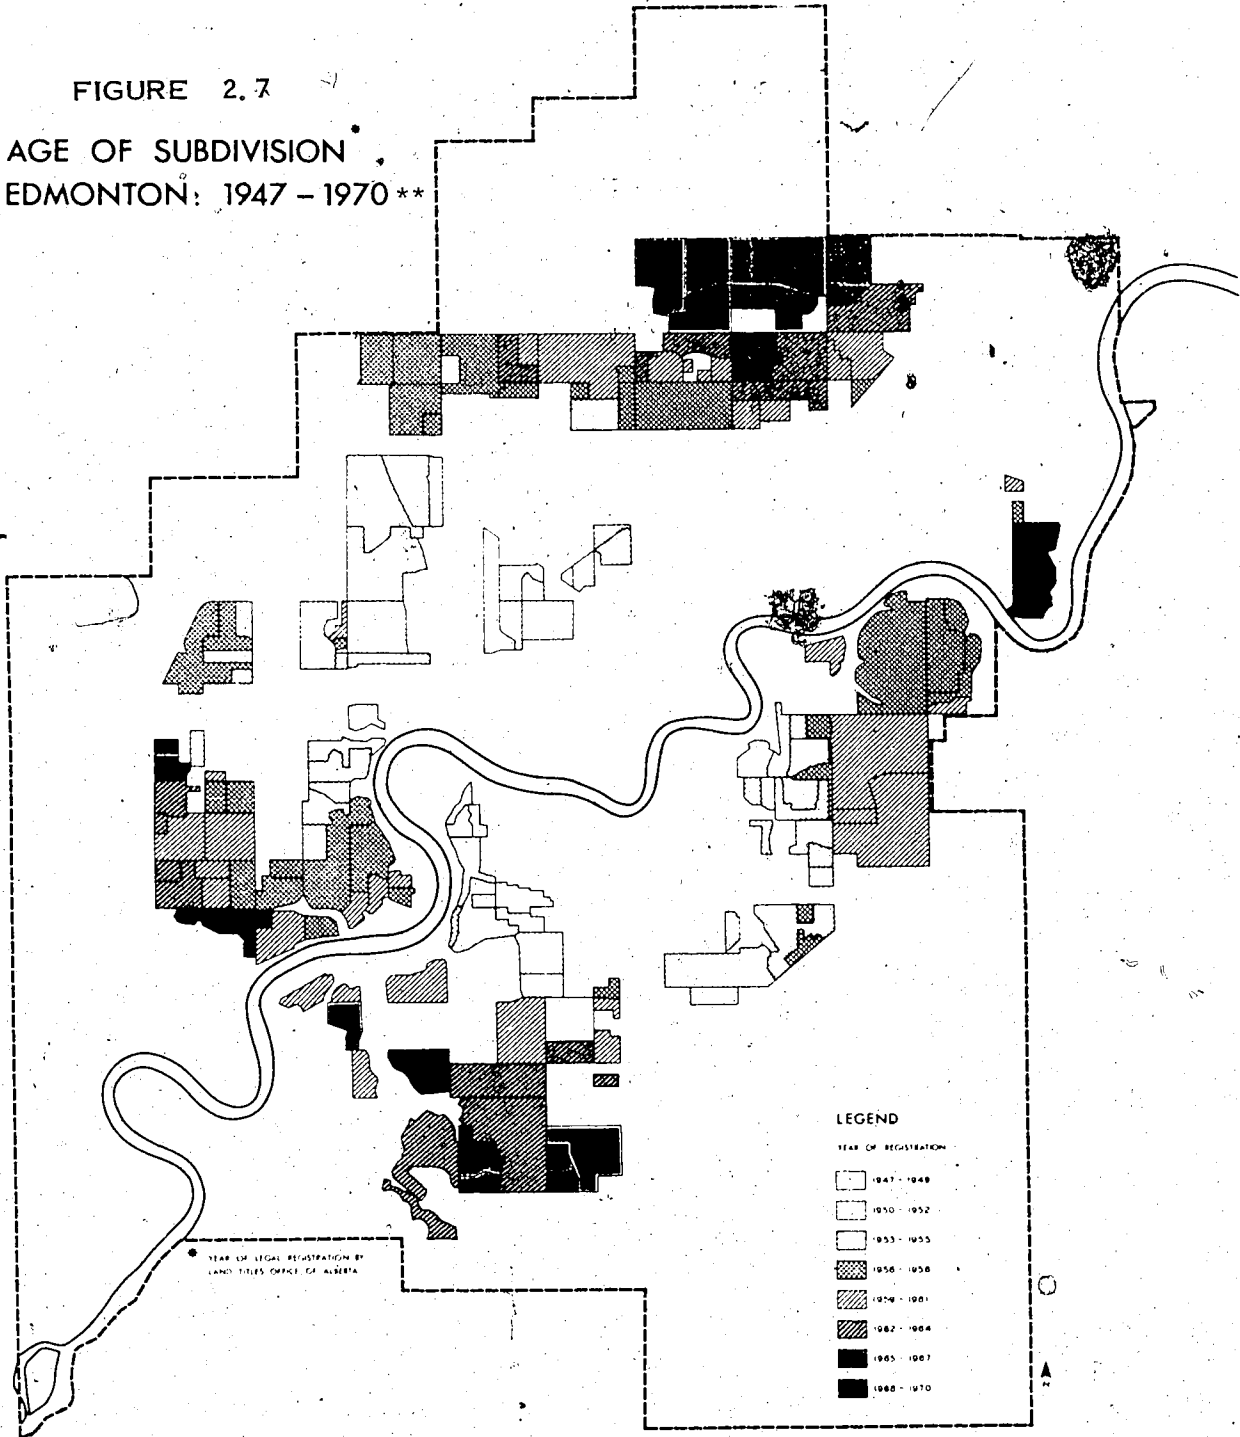 FIGURE 2.7
AGE OF SUBDIVISION *
EDMONTON: 1947 – 1970 **
LEGEND
YEAR OF REGISTRATION
1947 - 1949
1950 - 1952
1953 - 1955
1956 - 1958
1959 - 1961
1962 - 1964
1965 - 1967
1968 - 1970
N
* YEAR OF LEGAL REGISTRATION BY
LAND TITLES OFFICE OF ALBERTA